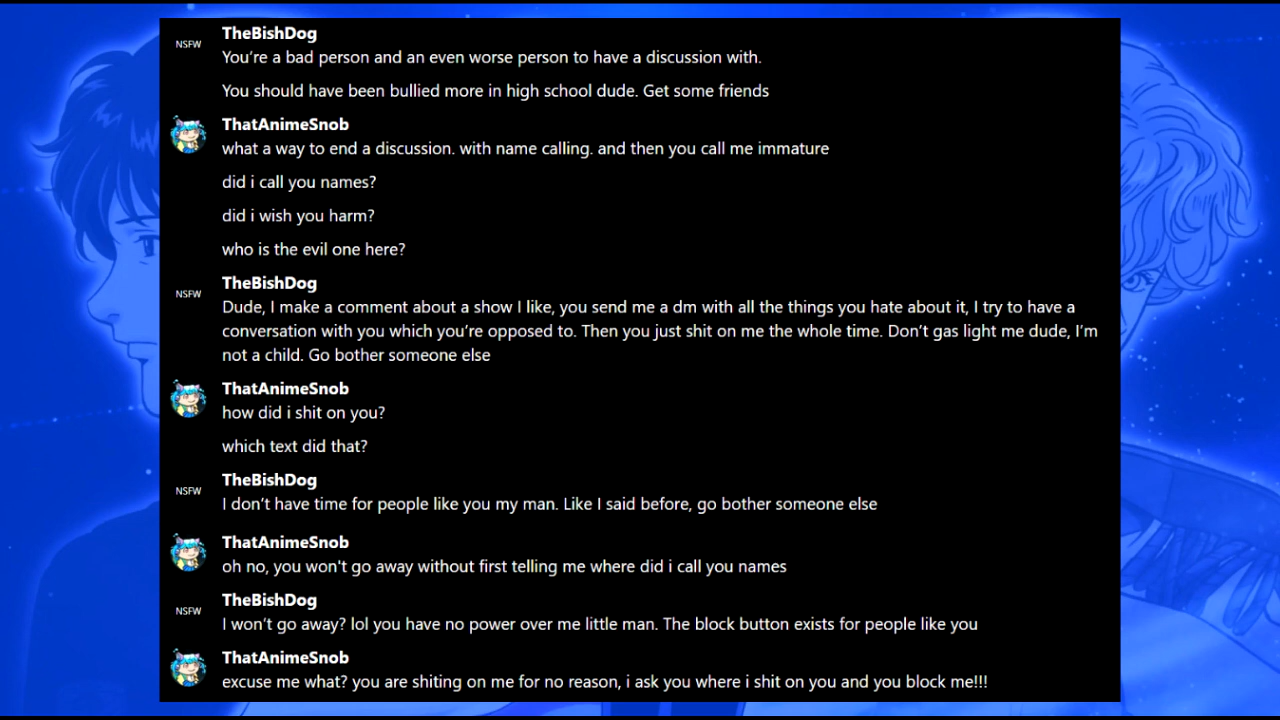 TheBishDog
NSFW
You're a bad person and an even worse person to have a discussion with.
You should have been bullied more in high school dude. Get some friends
ThatAnimeSnob
what a way to end a discussion. with name calling. and then you call me immature
did i call you names?
did i wish you harm?
who is the evil one here?
TheBishDog
NSFW
Dude, I make a comment about a show I like, you send me a dm with all the things you hate about it, I try to have a
conversation with you which you're opposed to. Then you just shit on me the whole time. Don't gas light me dude, I'm
not a child. Go bother someone else
ThatAnimeSnob
how did i shit on you?
which text did that?
TheBishDog
NSFW
I don't have time for people like you my man. Like I said before, go bother someone else
ThatAnimeSnob
oh no, you won't go away without first telling me where did i call you names
TheBishDog
NSFW
I won't go away? lol you have no power over me little man. The block button exists for people like you
ThatAnimeSnob
excuse me what? you are shiting on me for no reason, i ask you where i shit on you and you block me!!!